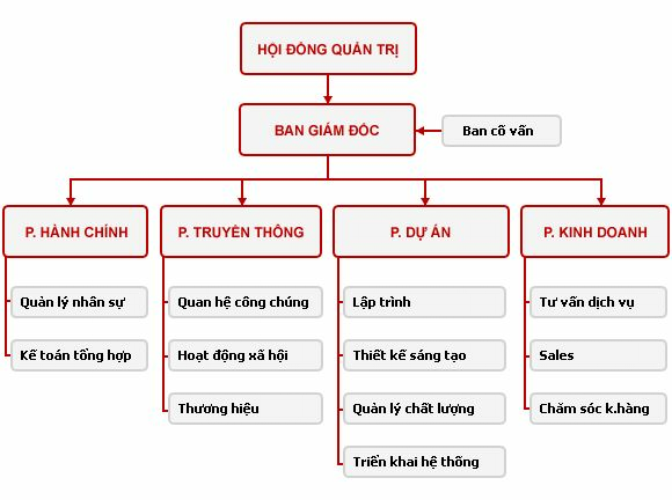 HỘI ĐỒNG QUẢN TRỊ
BAN GIÁM ĐỐC
Ban cố vấn
P. HÀNH CHÍNH
P. TRUYỀN THÔNG
P. DỰ ÁN
P. KINH DOANH
Quản lý nhân sự
Quan hệ công chúng
Lập trình
Tư vấn dịch vụ
Kế toán tổng hợp
Hoạt động xã hội
Thiết kế sáng tạo
Sales
Thương hiệu
Quản lý chất lượng
Chăm sóc k.hàng
Triển khai hệ thống